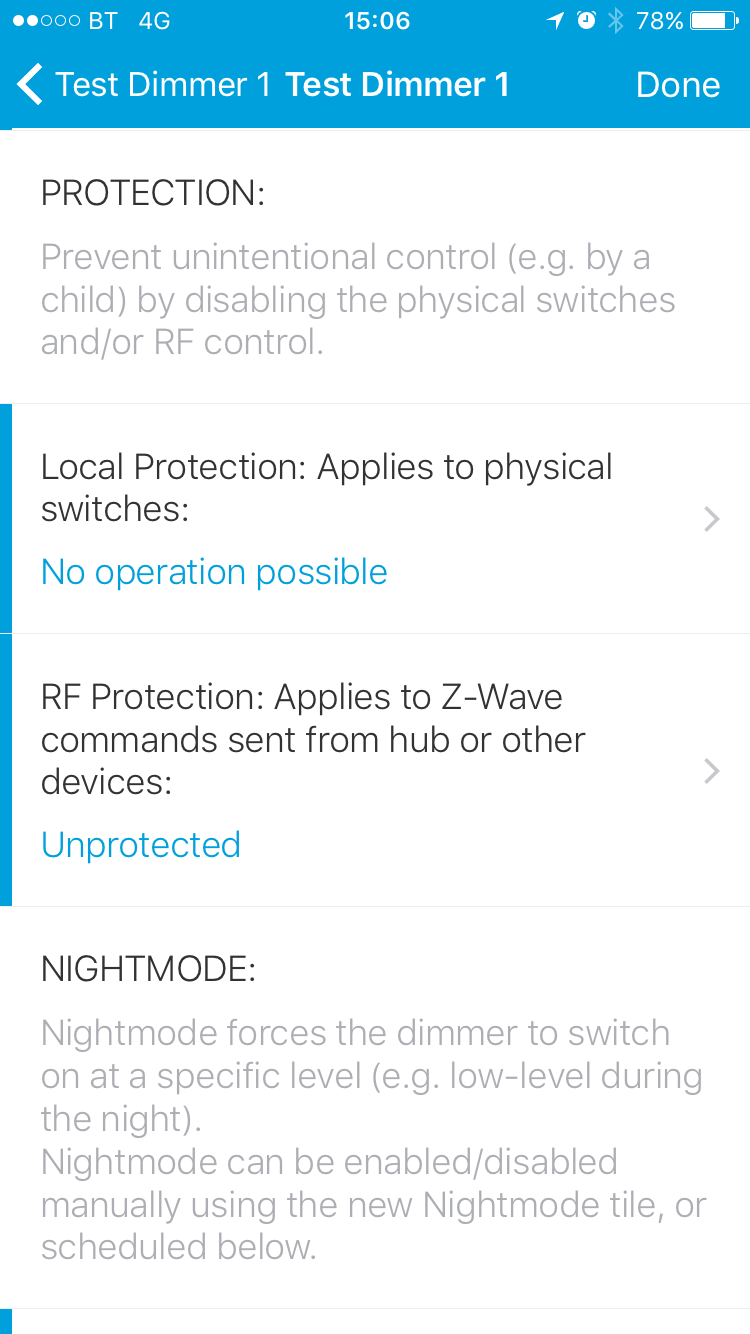 BT 4G 15:06 78%
Test Dimmer 1 Test Dimmer 1 Done
PROTECTION:
Prevent unintentional control (e.g. by a
child) by disabling the physical switches
and/or RF control.
Local Protection: Applies to physical
switches:
No operation possible
RF Protection: Applies to Z-Wave
commands sent from hub or other
devices:
Unprotected
NIGHTMODE:
Nightmode forces the dimmer to switch
on at a specific level (e.g. low-level during
the night).
Nightmode can be enabled/disabled
manually using the new Nightmode tile, or
scheduled below.